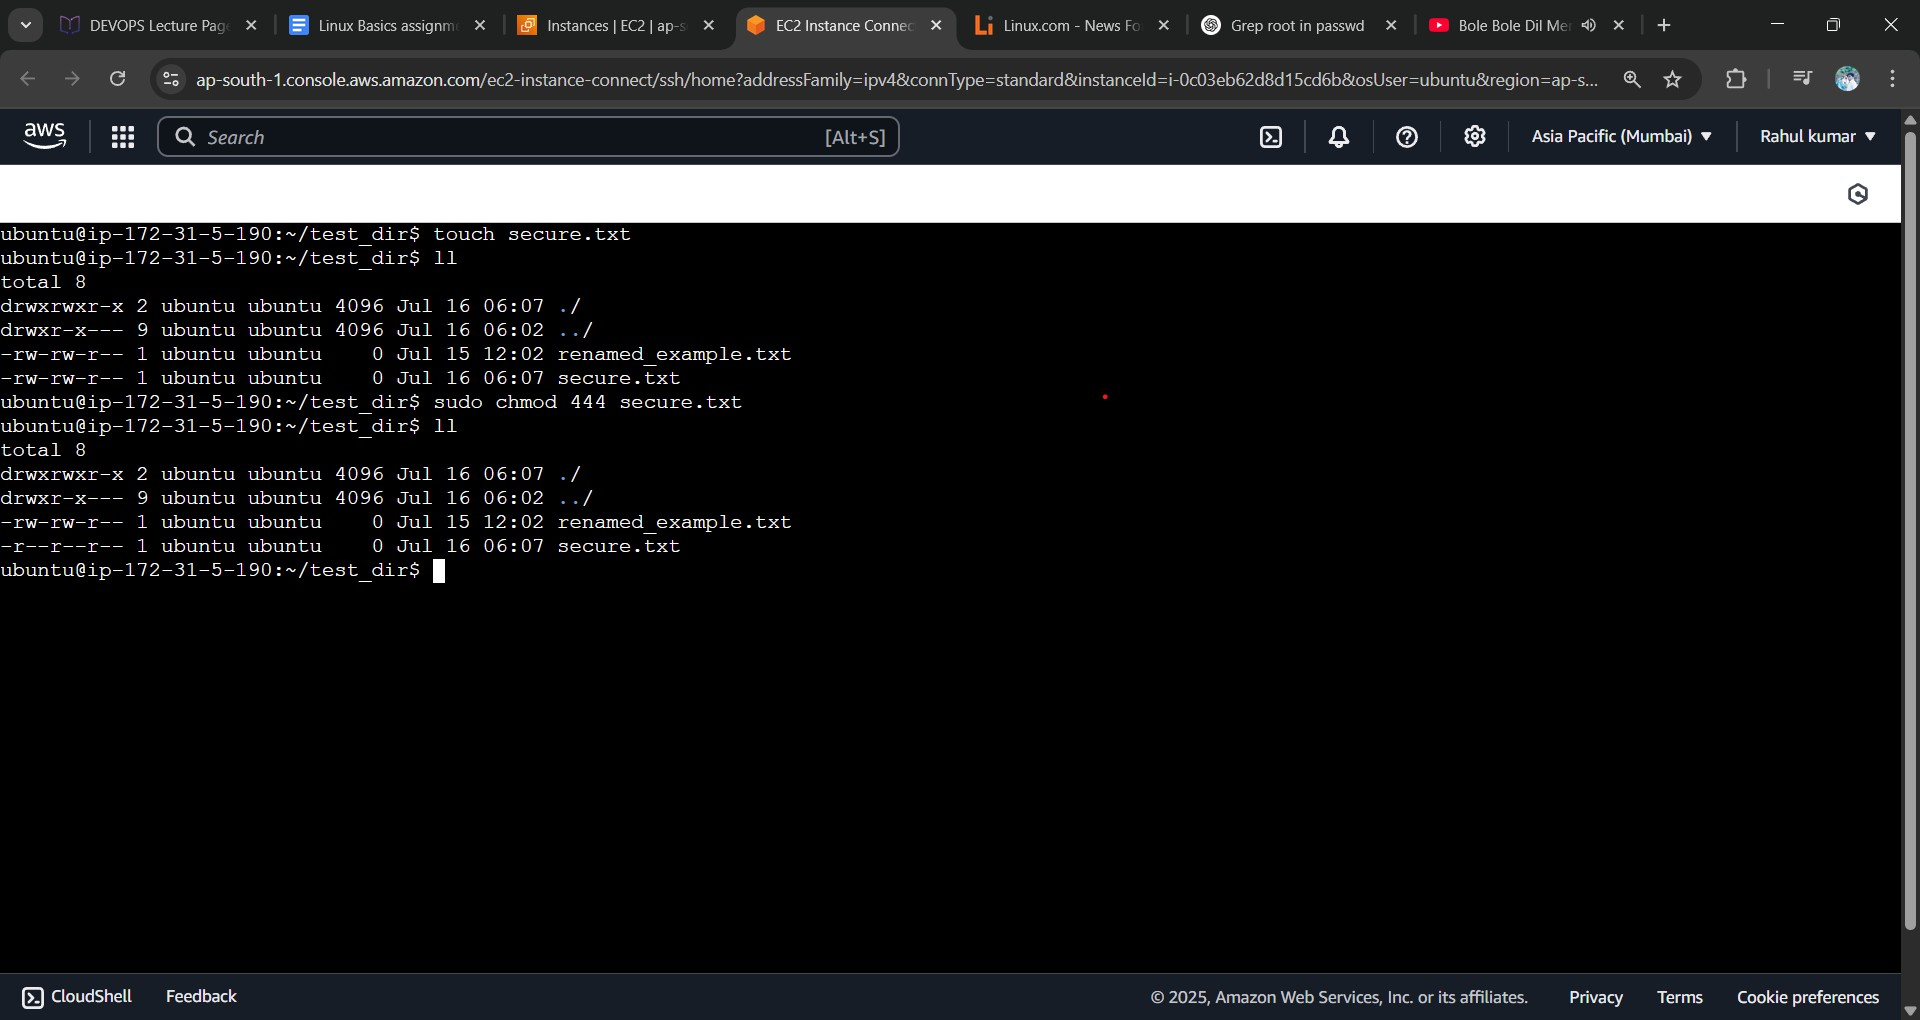 DEVOPS Lecture Page
Linux Basics assignm
Instances | EC2 | ap-s
EC2 Instance Connec
Linux.com - News Fo
Grep root in passwd
Bole Bole Dil Mer
ap-south-1.console.aws.amazon.com/ec2-instance-connect/ssh/home?addressFamily=ipv4&connType=standard&instanceId=i-0c03eb62d8d15cd6b&osUser=ubuntu&region=ap-s...
aws
Search
[Alt+S]
Asia Pacific (Mumbai)
Rahul kumar
ubuntu@ip-172-31-5-190:~/test_dir$ touch secure.txt
ubuntu@ip-172-31-5-190:~/test_dir$ ll
total 8
drwxrwxr-x 2 ubuntu ubuntu 4096 Jul 16 06:07 ./
drwxr-x--- 9 ubuntu ubuntu 4096 Jul 16 06:02 ../
-rw-rw-r-- 1 ubuntu ubuntu    0 Jul 15 12:02 renamed_example.txt
-rw-rw-r-- 1 ubuntu ubuntu    0 Jul 16 06:07 secure.txt
ubuntu@ip-172-31-5-190:~/test_dir$ sudo chmod 444 secure.txt
ubuntu@ip-172-31-5-190:~/test_dir$ ll
total 8
drwxrwxr-x 2 ubuntu ubuntu 4096 Jul 16 06:07 ./
drwxr-x--- 9 ubuntu ubuntu 4096 Jul 16 06:02 ../
-rw-rw-r-- 1 ubuntu ubuntu    0 Jul 15 12:02 renamed_example.txt
-r--r--r-- 1 ubuntu ubuntu    0 Jul 16 06:07 secure.txt
ubuntu@ip-172-31-5-190:~/test_dir$
CloudShell
Feedback
© 2025, Amazon Web Services, Inc. or its affiliates.
Privacy
Terms
Cookie preferences